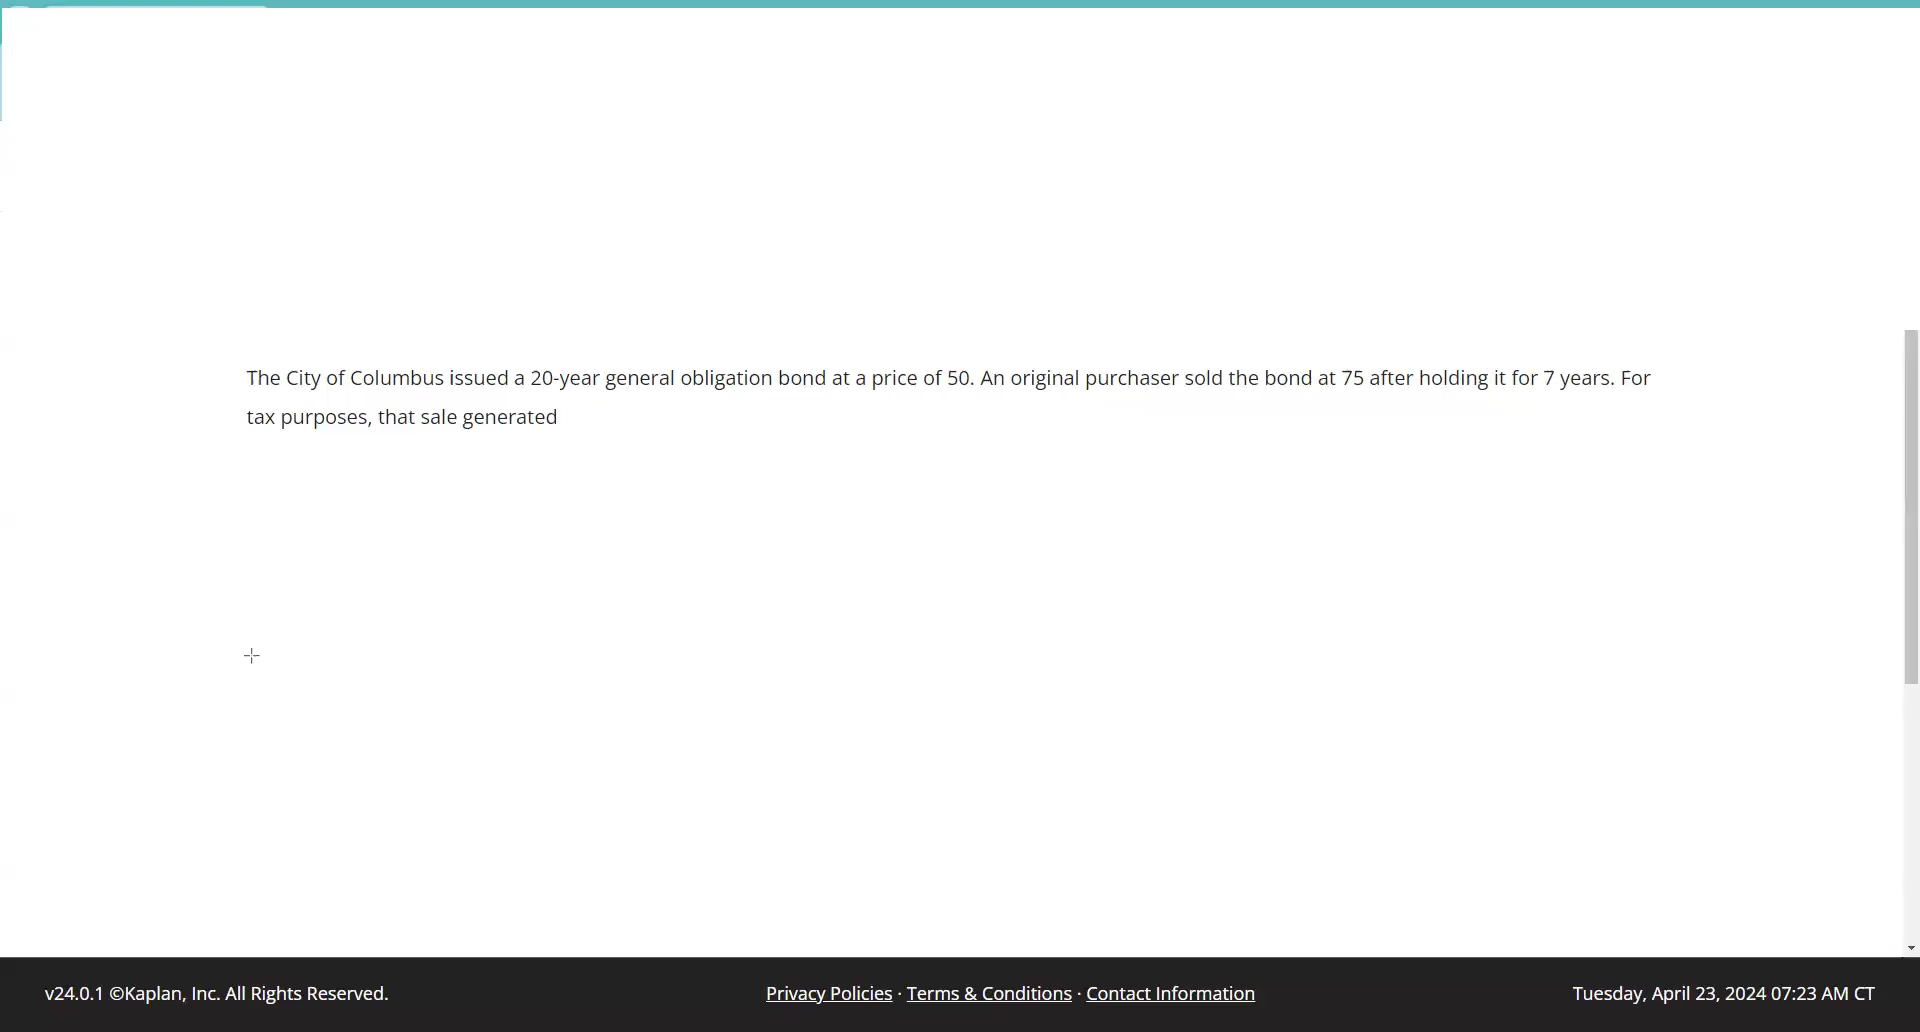 The City of Columbus issued a 20-year general obligation bond at a price of 50. An original purchaser sold the bond at 75 after holding it for 7 years. For
tax purposes, that sale generated
v24.0.1 ©Kaplan, Inc. All Rights Reserved.
Privacy Policies · Terms & Conditions · Contact Information
Tuesday, April 23, 2024 07:23 AM CT